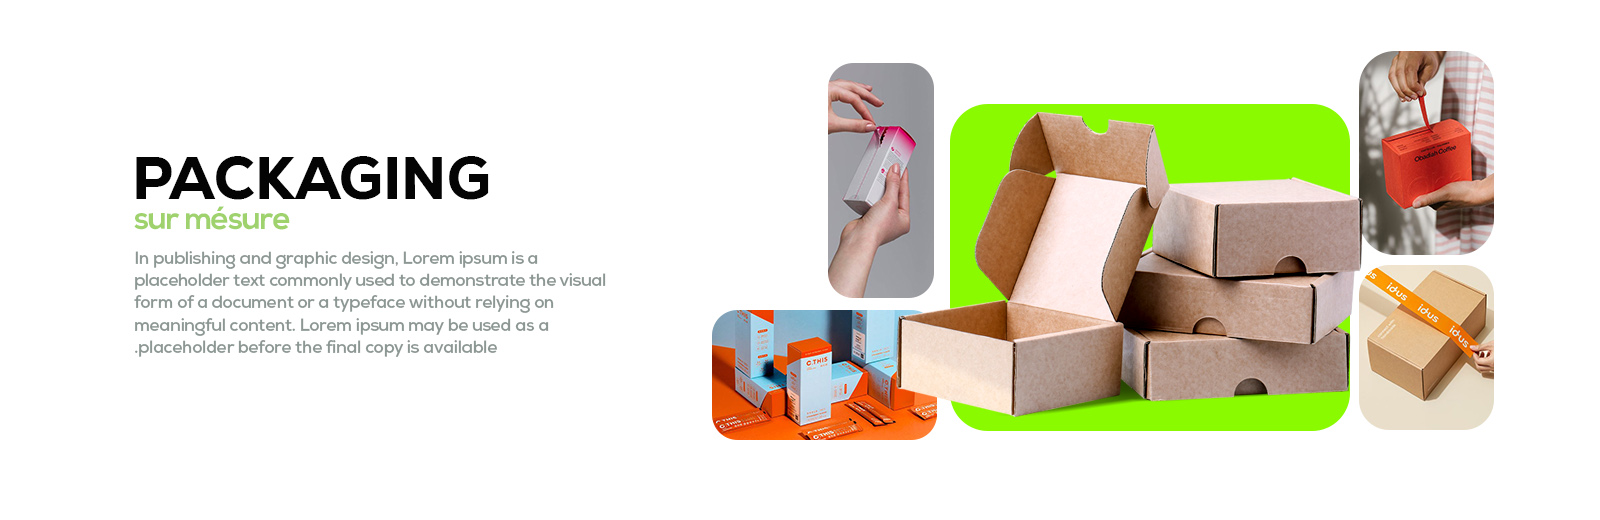 PACKAGING
sur mésure
In publishing and graphic design, Lorem ipsum is a
placeholder text commonly used to demonstrate the visual
form of a document or a typeface without relying on
meaningful content. Lorem ipsum may be used as a
.placeholder before the final copy is available
Obadiah Coffee
idus
idus
idus
C.THIS
C.THIS
C.THIS